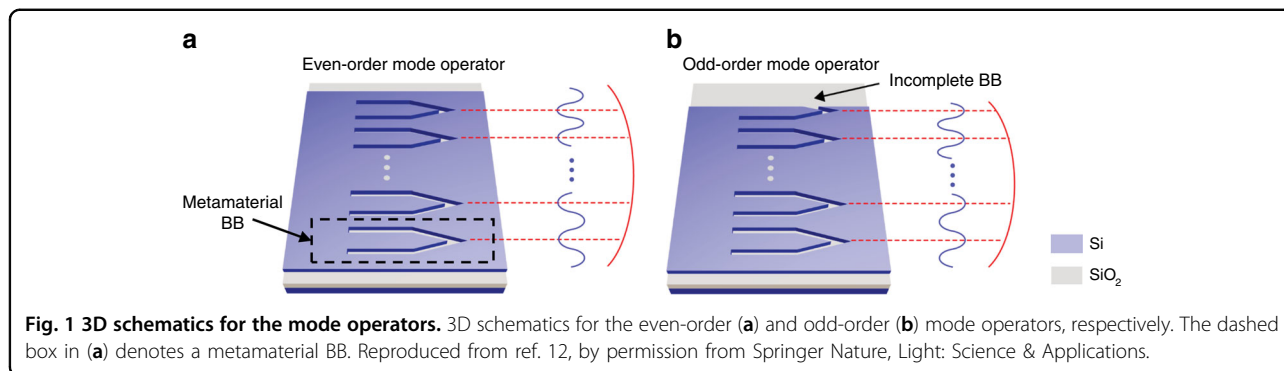 a
b
Even-order mode operator
Odd-order mode operator
Incomplete BB
Metamaterial
BB
Si
SiO2
Fig. 1 3D schematics for the mode operators. 3D schematics for the even-order (a) and odd-order (b) mode operators, respectively. The dashed
box in (a) denotes a metamaterial BB. Reproduced from ref. 12, by permission from Springer Nature, Light: Science & Applications.